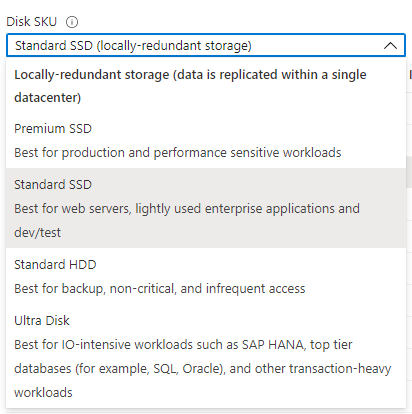 Disk SKU
Standard SSD (locally-redundant storage)
Locally-redundant storage (data is replicated within a single
datacenter)
Premium SSD
Best for production and performance sensitive workloads
Standard SSD
Best for web servers, lightly used enterprise applications and
dev/test
Standard HDD
Best for backup, non-critical, and infrequent access
Ultra Disk
Best for IO-intensive workloads such as SAP HANA, top tier
databases (for example, SQL, Oracle), and other transaction-heavy
workloads